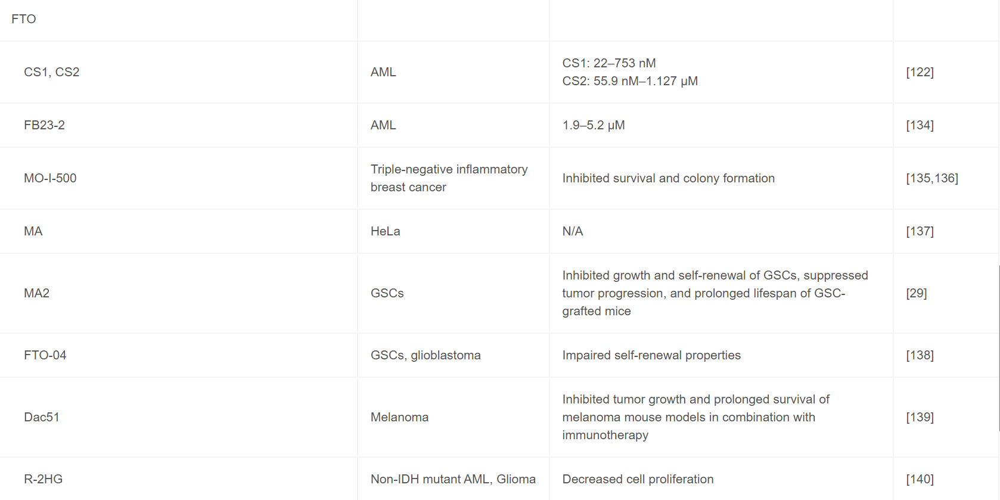 FTO
CS1, CS2
AML
CS1: 22–753 nM
CS2: 55.9 nM–1.127 µM
[122]
FB23-2
AML
1.9–5.2 µM
[134]
MO-I-500
Triple-negative inflammatory
breast cancer
Inhibited survival and colony formation
[135,136]
MA
HeLa
N/A
[137]
MA2
GSCs
Inhibited growth and self-renewal of GSCs, suppressed
tumor progression, and prolonged lifespan of GSC-
grafted mice
[29]
FTO-04
GSCs, glioblastoma
Impaired self-renewal properties
[138]
Dac51
Melanoma
Inhibited tumor growth and prolonged survival of
melanoma mouse models in combination with
immunotherapy
[139]
R-2HG
Non-IDH mutant AML, Glioma
Decreased cell proliferation
[140]